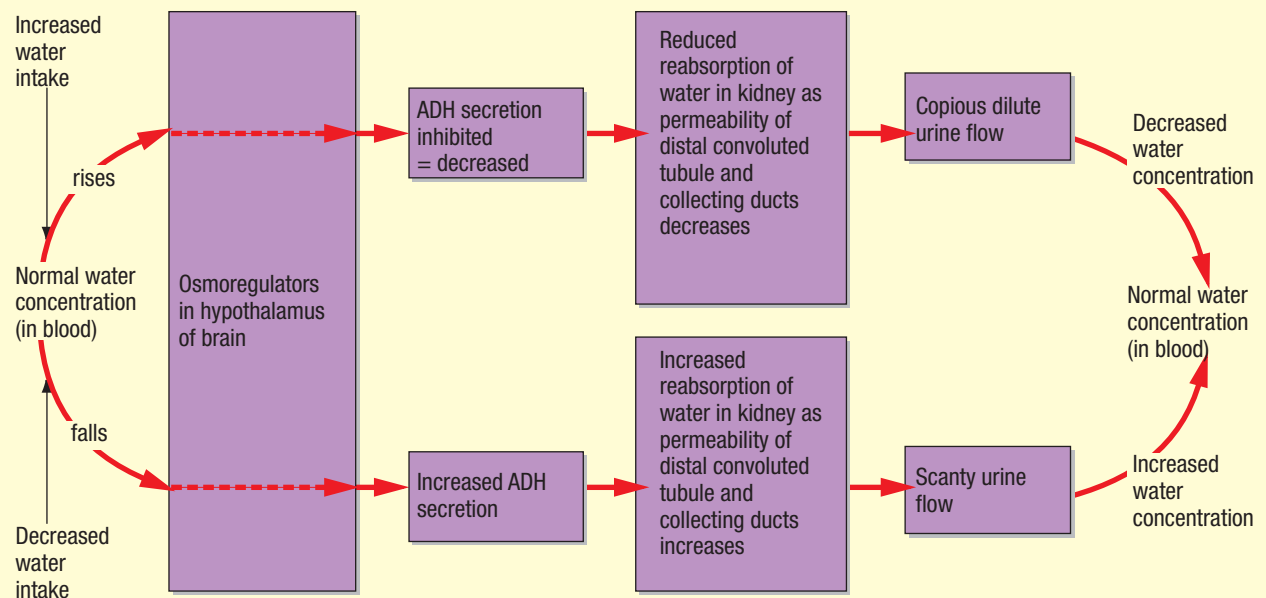 Increased
water
intake
rises
Normal water
concentration
(in blood)
falls
Decreased
water
intake
Osmoregulators
in hypothalamus
of brain
ADH secretion
inhibited
= decreased
Reduced
reabsorption of
water in kidney as
permeability of
distal convoluted
tubule and
collecting ducts
decreases
Copious dilute
urine flow
Decreased
water
concentration
Increased ADH
secretion
Increased
reabsorption of
water in kidney as
permeability of
distal convoluted
tubule and
collecting ducts
increases
Scanty urine
flow
Increased
water
concentration
Normal water
concentration
(in blood)